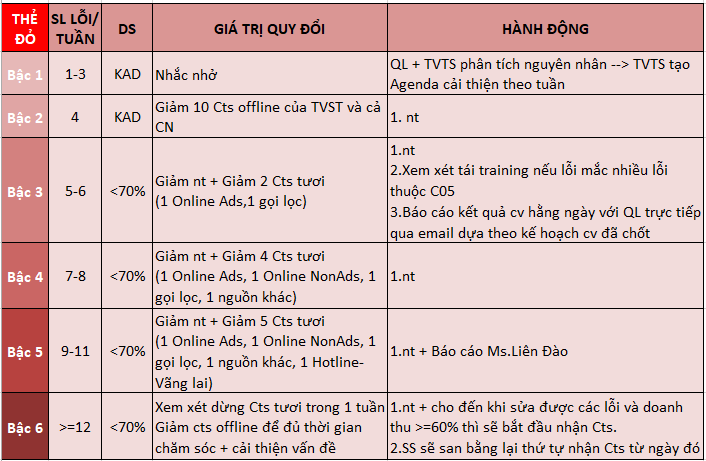 THẺ ĐỎ
SL LỖI/ TUẦN
DS
GIÁ TRỊ QUY ĐỔI
HÀNH ĐỘNG
Bậc 1
1-3
KAD
Nhắc nhở
QL + TVTS phân tích nguyên nhân --> TVTS tạo
Agenda cải thiện theo tuần
Bậc 2
4
KAD
Giảm 10 Cts offline của TVST và cả
CN
1. nt
Bậc 3
5-6
<70%
Giảm nt + Giảm 2 Cts tươi
(1 Online Ads,1 gọi lọc)
1.nt
2.Xem xét tái training nếu lỗi mắc nhiều lỗi
thuộc C05
3.Báo cáo kết quả cv hằng ngày với QL trực tiếp
qua email dựa theo kế hoạch cv đã chốt
Bậc 4
7-8
<70%
Giảm nt + Giảm 4 Cts tươi
(1 Online Ads, 1 Online NonAds, 1
gọi lọc, 1 nguồn khác)
1.nt
Bậc 5
9-11
<70%
Giảm nt + Giảm 5 Cts tươi
(1 Online Ads, 1 Online NonAds, 1
gọi lọc, 1 nguồn khác, 1 Hotline-
Vãng lai)
1.nt + Báo cáo Ms.Liên Đào
Bậc 6
>=12
<70%
Xem xét dừng Cts tươi trong 1 tuần
Giảm cts offline để đủ thời gian
chăm sóc + cải thiện vấn đề
1.nt + cho đến khi sửa được các lỗi và doanh
thu >=60% thì sẽ bắt đầu nhận Cts.
2.SS sẽ san bằng lại thứ tự nhận Cts từ ngày đó